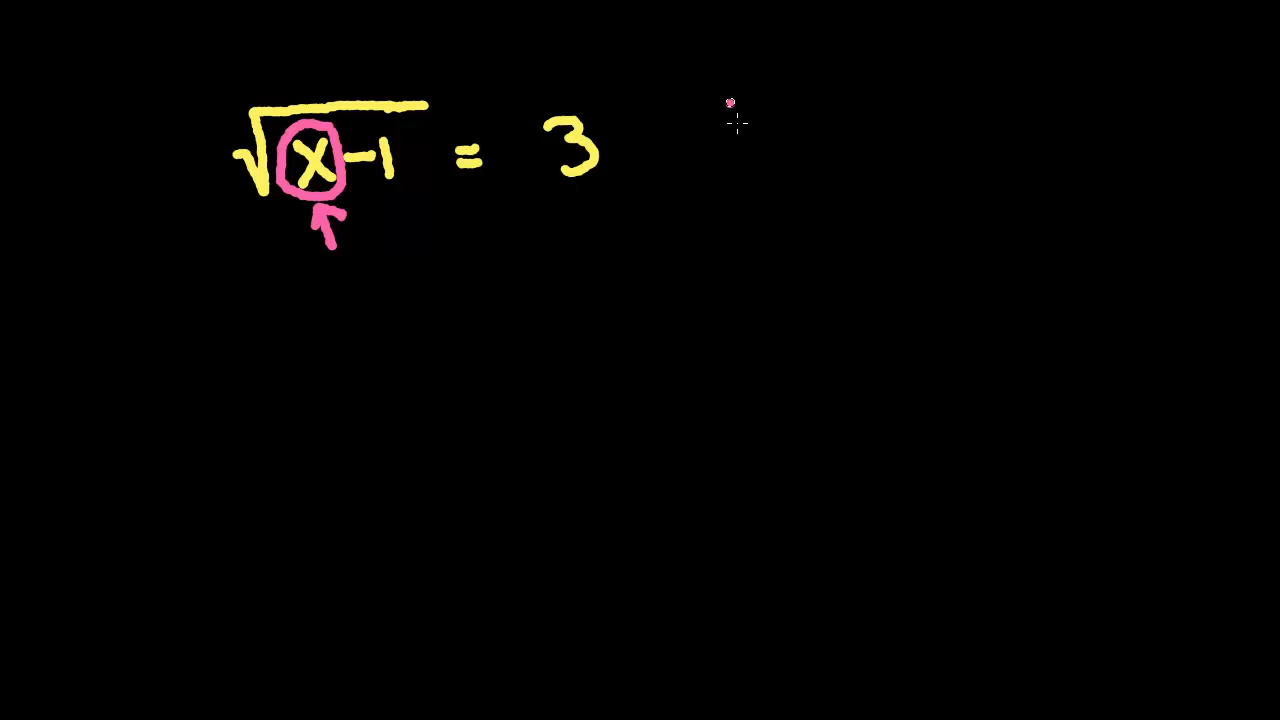 √(x-1) = 3